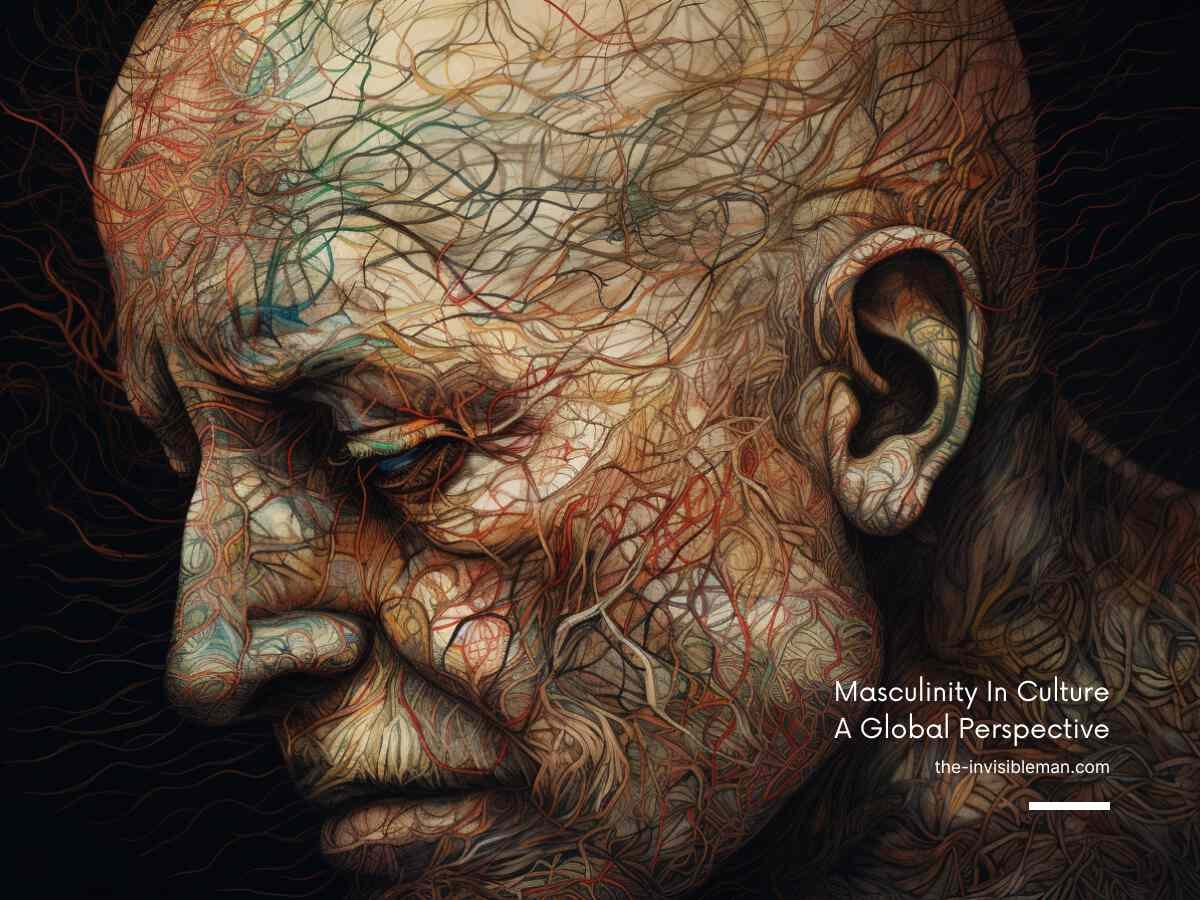 Masculinity In Culture
A Global Perspective
the-invisibleman.com